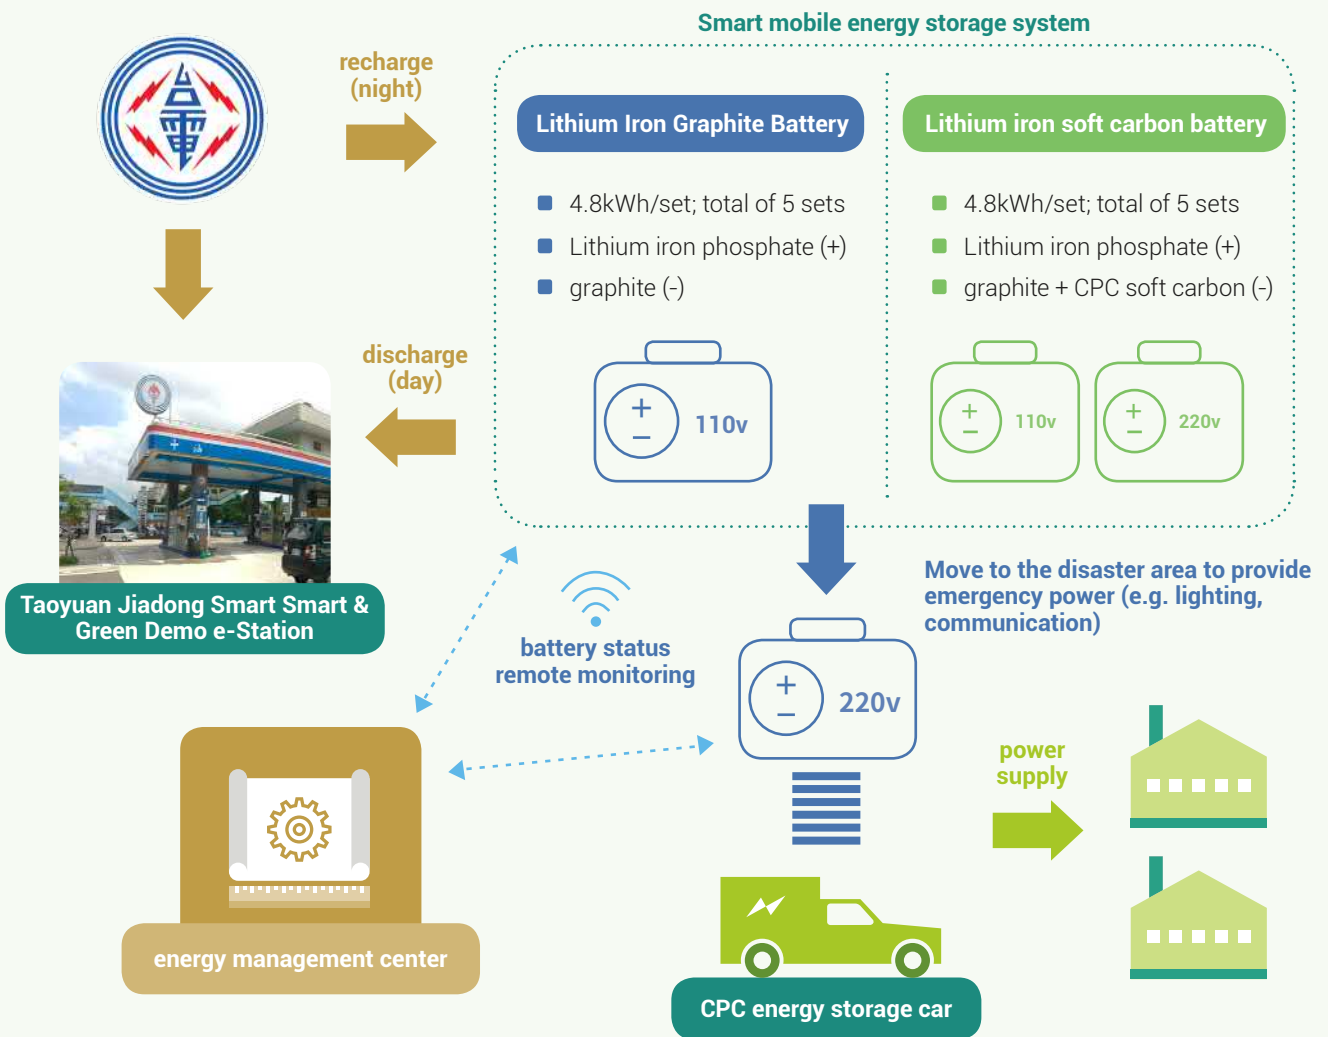 Smart mobile energy storage system
recharge
(night)
Lithium Iron Graphite Battery
4.8kWh/set; total of 5 sets
Lithium iron phosphate (+)
graphite (-)
110v
Lithium iron soft carbon battery
4.8kWh/set; total of 5 sets
Lithium iron phosphate (+)
graphite + CPC soft carbon (-)
110v
220v
discharge
(day)
Taoyuan Jiadong Smart Smart &
Green Demo e-Station
battery status
remote monitoring
Move to the disaster area to provide
emergency power (e.g. lighting,
communication)
220v
power
supply
energy management center
CPC energy storage car